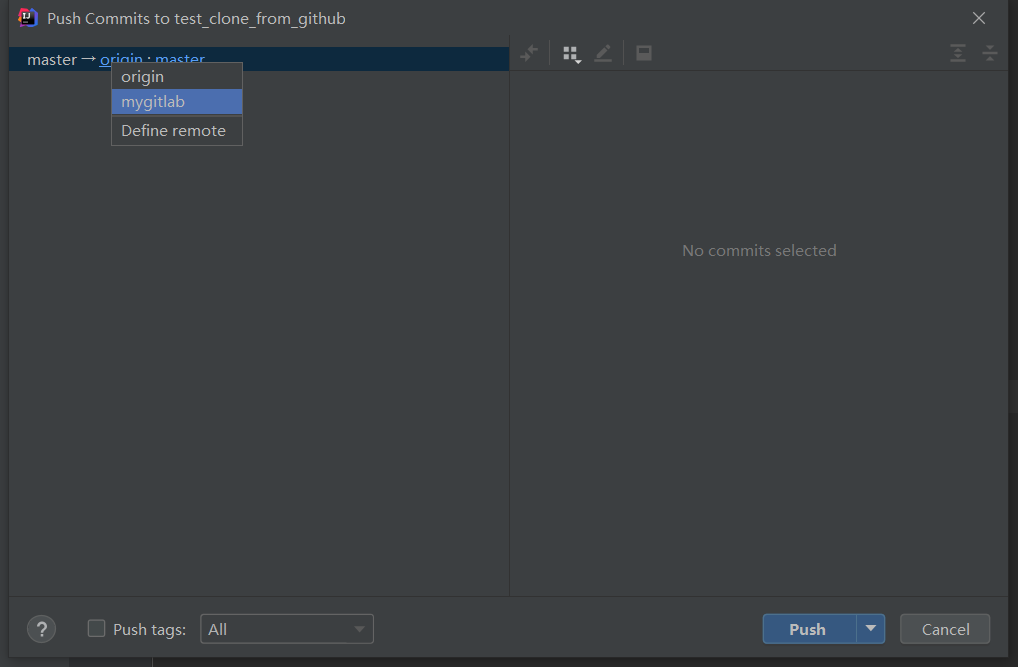 Push Commits to test_clone_from_github
master → origin : master
origin
mygitlab
Define remote
No commits selected
? Push tags: All
Push Cancel